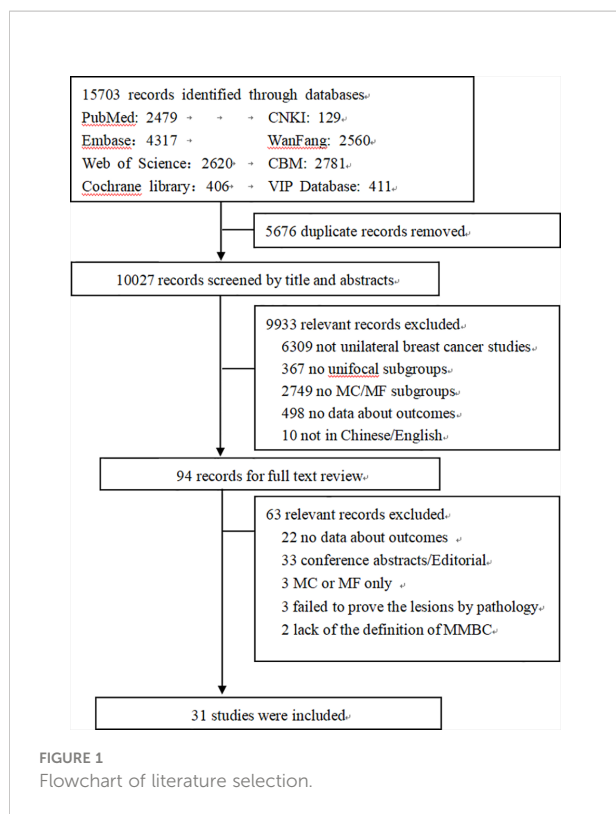 15703 records identified through databases
PubMed: 2479 CNKI: 129
Embase: 4317 WanFang: 2560
Web of Science: 2620 CBM: 2781
Cochrane library: 406 VIP Database: 411
5676 duplicate records removed
10027 records screened by title and abstracts
9933 relevant records excluded
6309 not unilateral breast cancer studies
367 no unifocal subgroups
2749 no MC/MF subgroups
498 no data about outcomes
10 not in Chinese/English
94 records for full text review
63 relevant records excluded
22 no data about outcomes
33 conference abstracts/Editorial
3 MC or MF only
3 failed to prove the lesions by pathology
2 lack of the definition of MMBC
31 studies were included
FIGURE 1
Flowchart of literature selection.